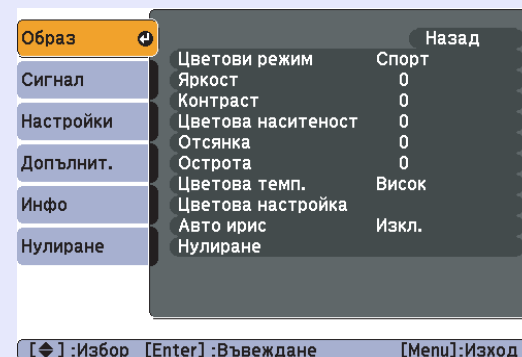 Образ
Сигнал
Настройки
Допълнит.
Инфо
Нулиране
Назад
Цветови режим Спорт
Яркост 0
Контраст 0
Цветова наситеност 0
Отсянка 0
Острота 0
Цветова темп. Висок
Цветова настройка
Авто ирис Изкл.
Нулиране
[◆] :Избор [Enter] :Въвеждане [Menu]:Изход